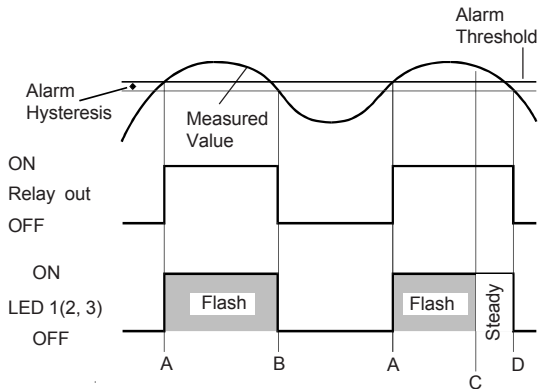 Alarm
Threshold
Alarm
Hysteresis
Measured
Value
ON
Relay out
OFF
ON
LED 1(2, 3)
OFF
Flash
Flash
Steady
A
B
A
C
D